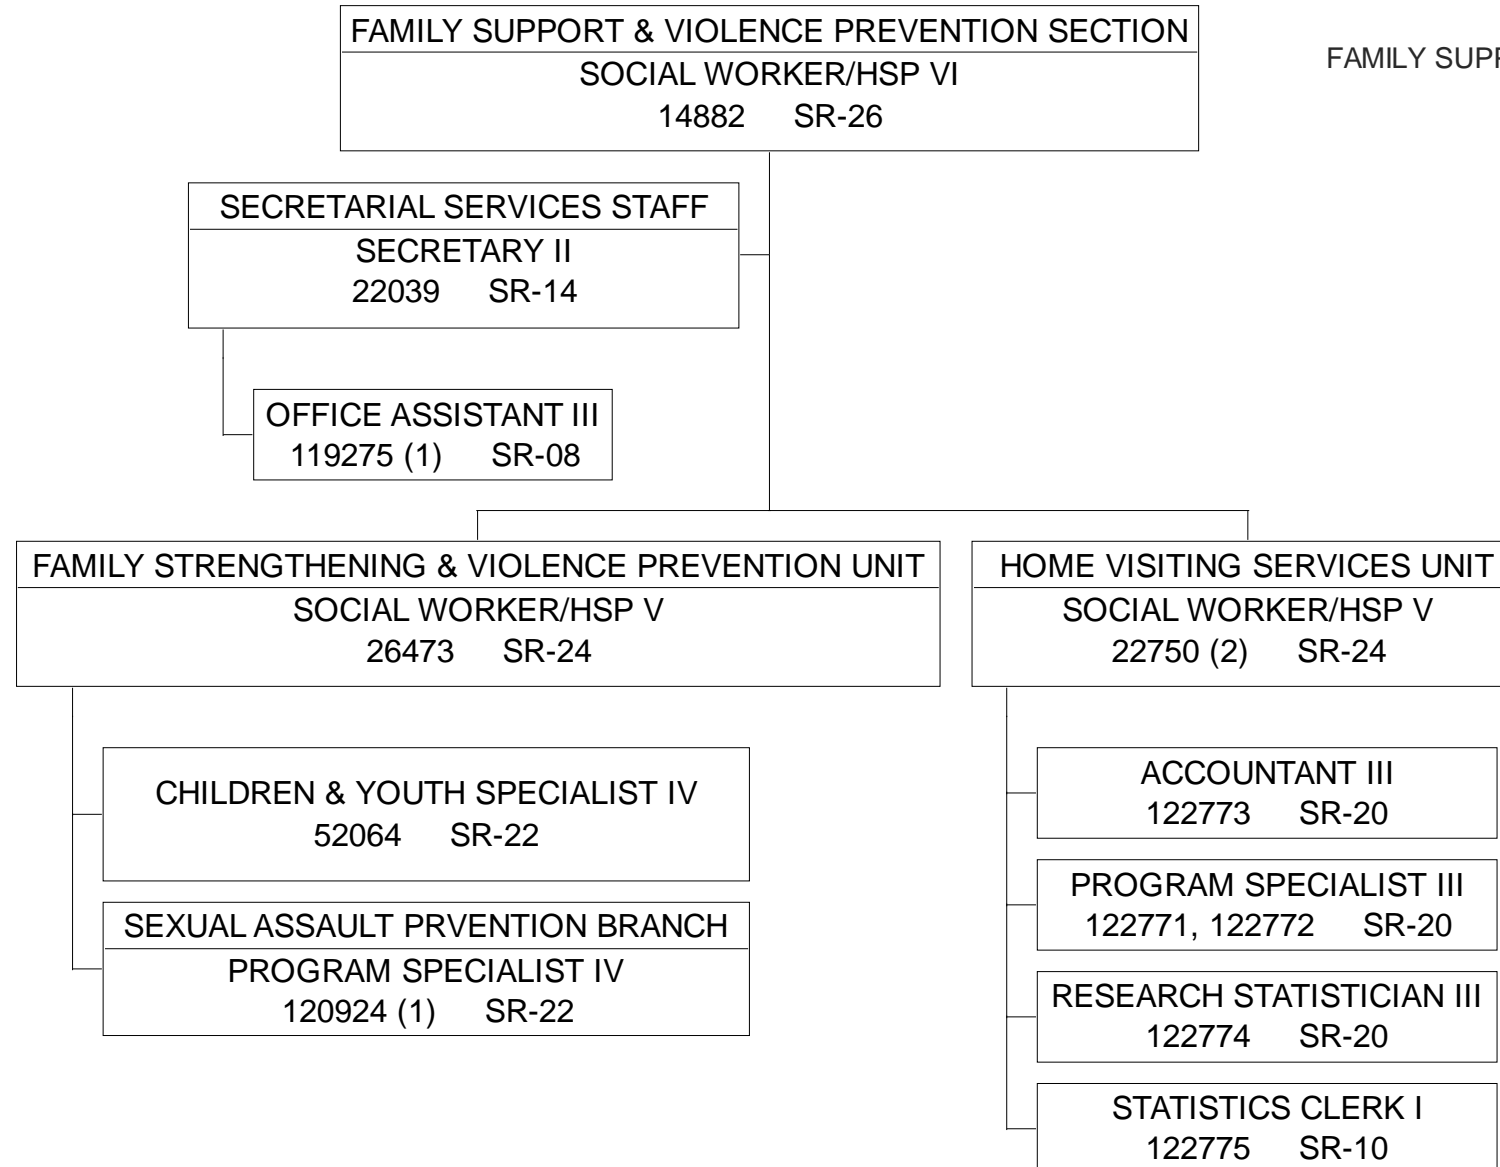 FAMILY SUPPORT & VIOLENCE PREVENTION SECTION
SOCIAL WORKER/HSP VI
14882 SR-26
FAMILY SUPP
SECRETARIAL SERVICES STAFF
SECRETARY II
22039 SR-14
OFFICE ASSISTANT III
119275 (1) SR-08
FAMILY STRENGTHENING & VIOLENCE PREVENTION UNIT
SOCIAL WORKER/HSP V
26473 SR-24
CHILDREN & YOUTH SPECIALIST IV
52064 SR-22
SEXUAL ASSAULT PRVENTION BRANCH
PROGRAM SPECIALIST IV
120924 (1) SR-22
HOME VISITING SERVICES UNIT
SOCIAL WORKER/HSP V
22750 (2) SR-24
ACCOUNTANT III
122773 SR-20
PROGRAM SPECIALIST III
122771, 122772 SR-20
RESEARCH STATISTICIAN III
122774 SR-20
STATISTICS CLERK I
122775 SR-10